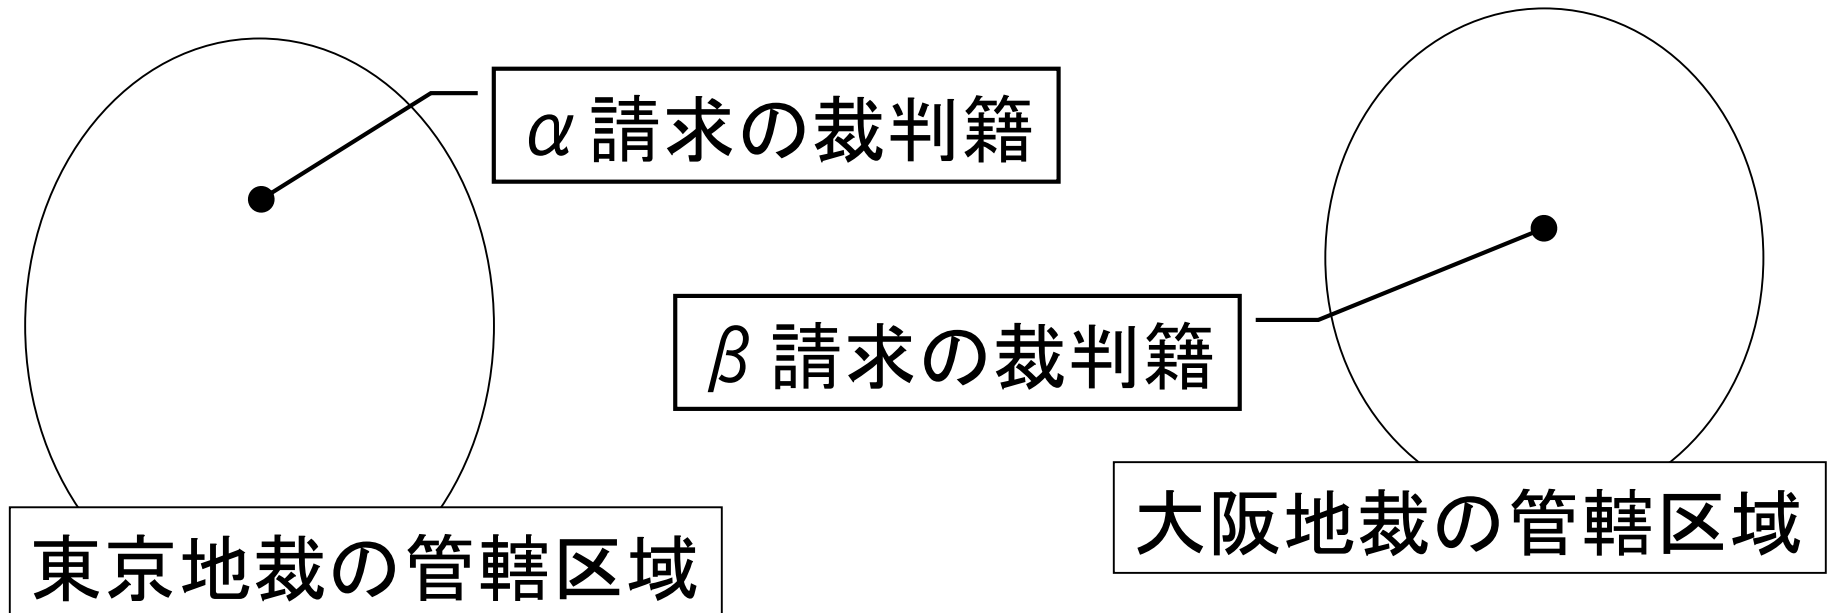 α請求の裁判籍
β請求の裁判籍
大阪地裁の管轄区域
東京地裁の管轄区域